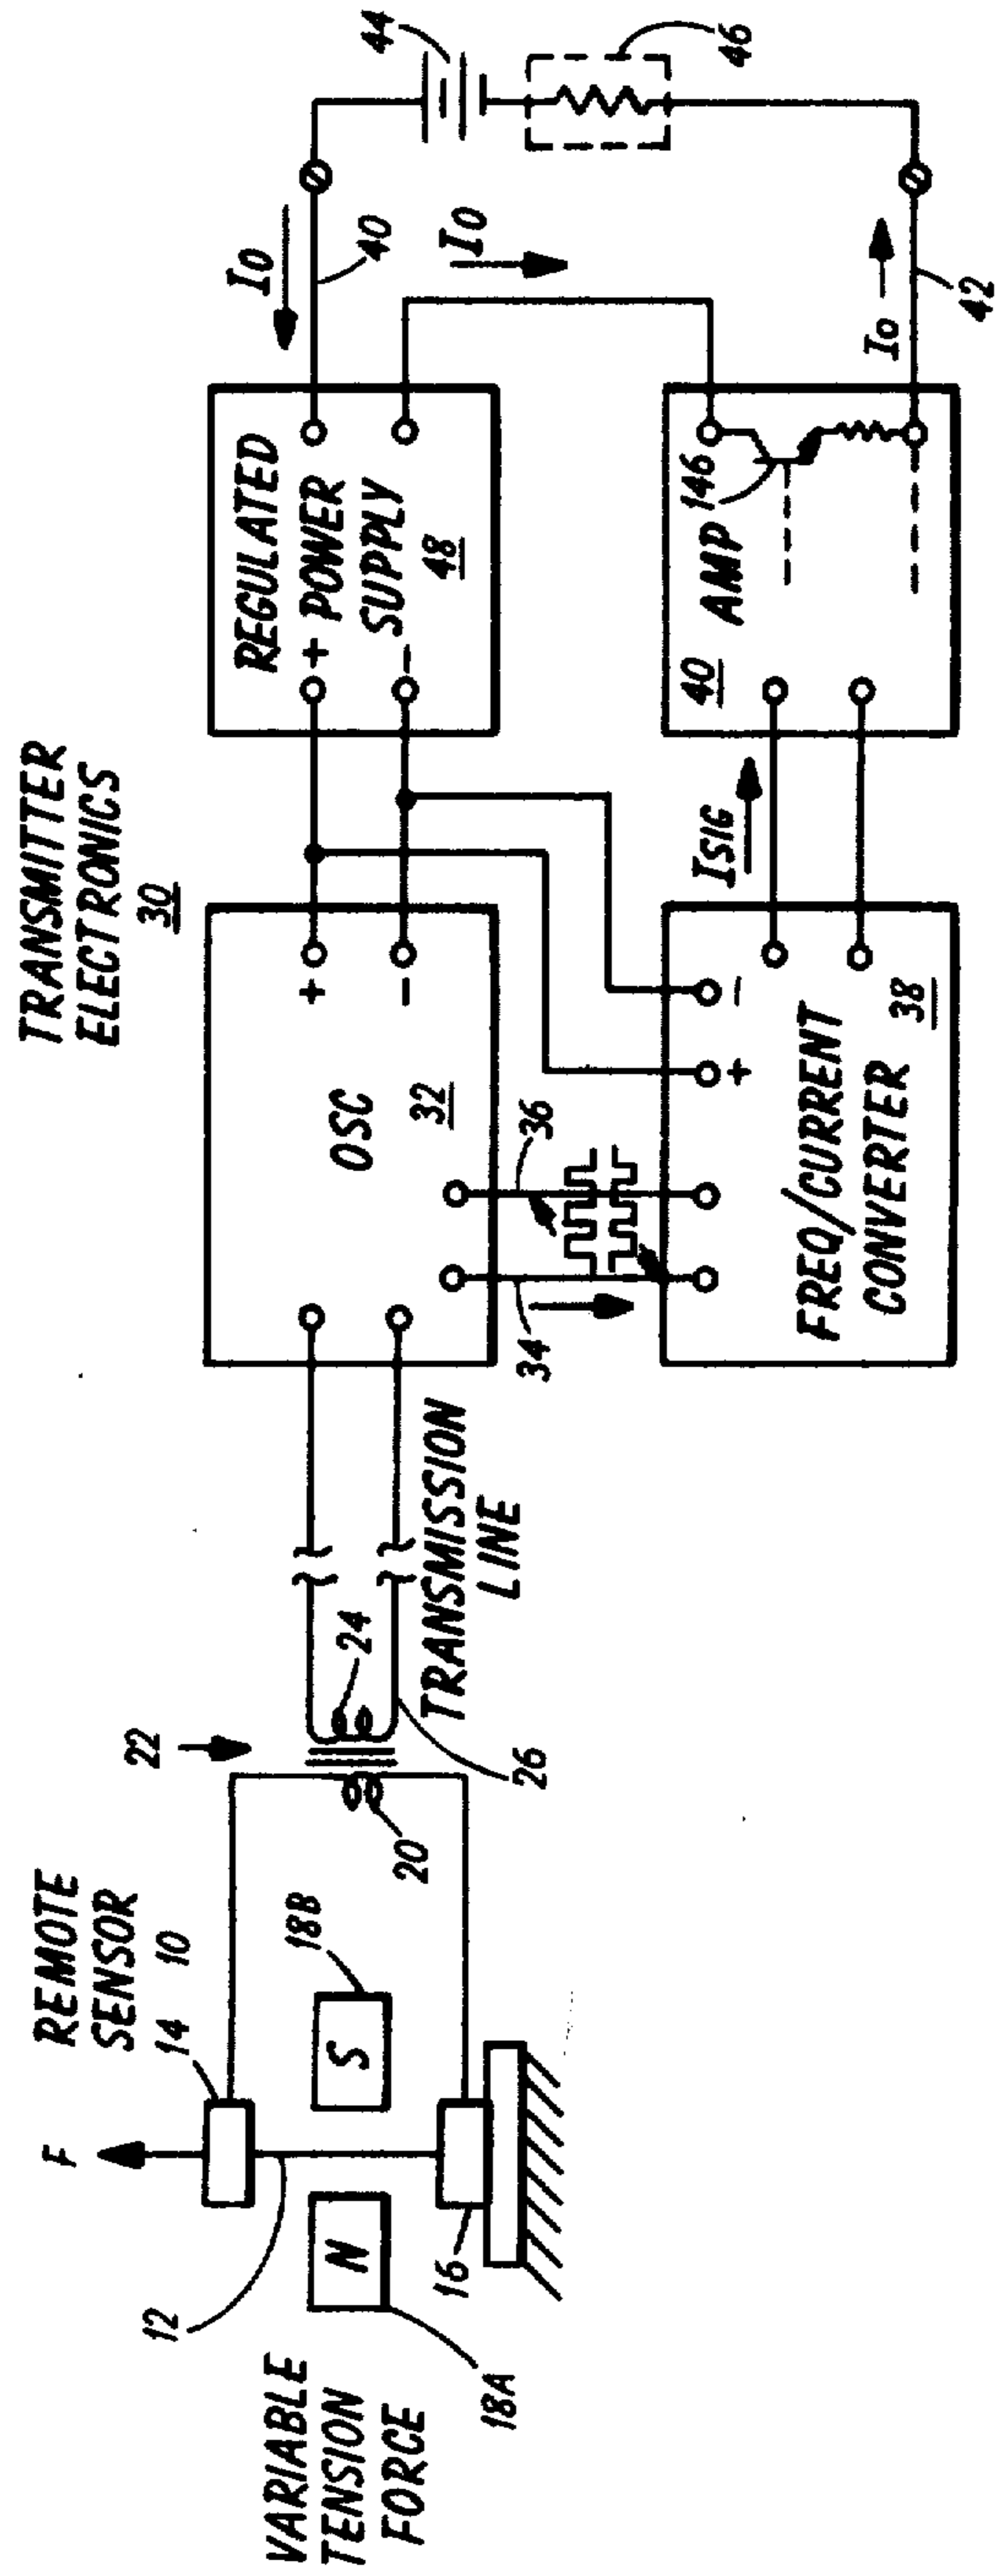 TRANSMITTER
ELECTRONICS
30
REMOTE
SENSOR
10
VARIABLE
TENSION
FORCE
F
14
12
N
S
18A
18B
16
22
20
24
26
TRANSMISSION
LINE
OSC
32
+
-
34
36
FREQ/CURRENT
CONVERTER
38
+
-
ISIG
REGULATED
+ POWER
- SUPPLY
48
AMP
40
146
IO
40
IO
IO
42
44
46